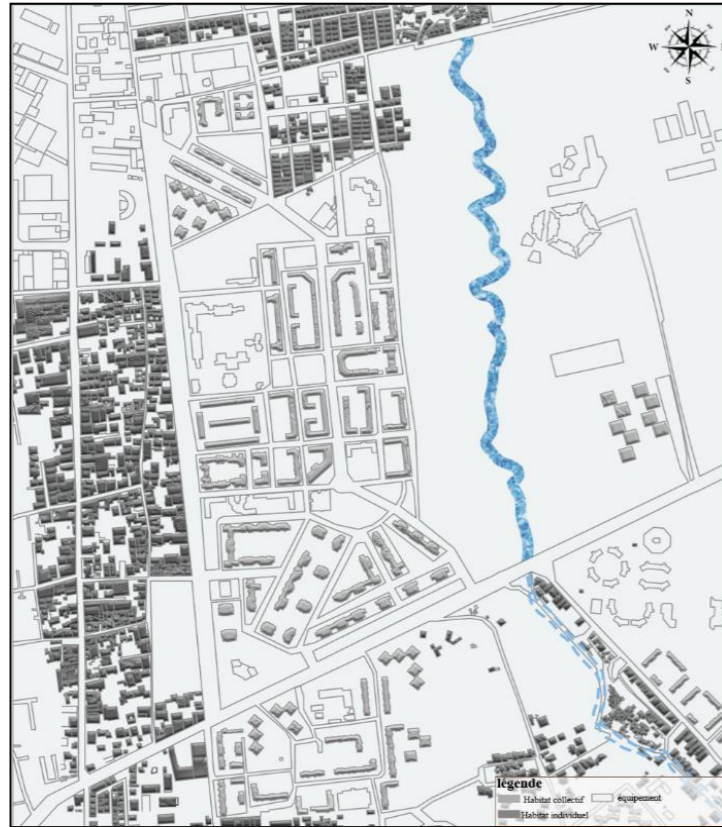 N
W
S
légende
Habitat collectif équipement
Habitat individuel